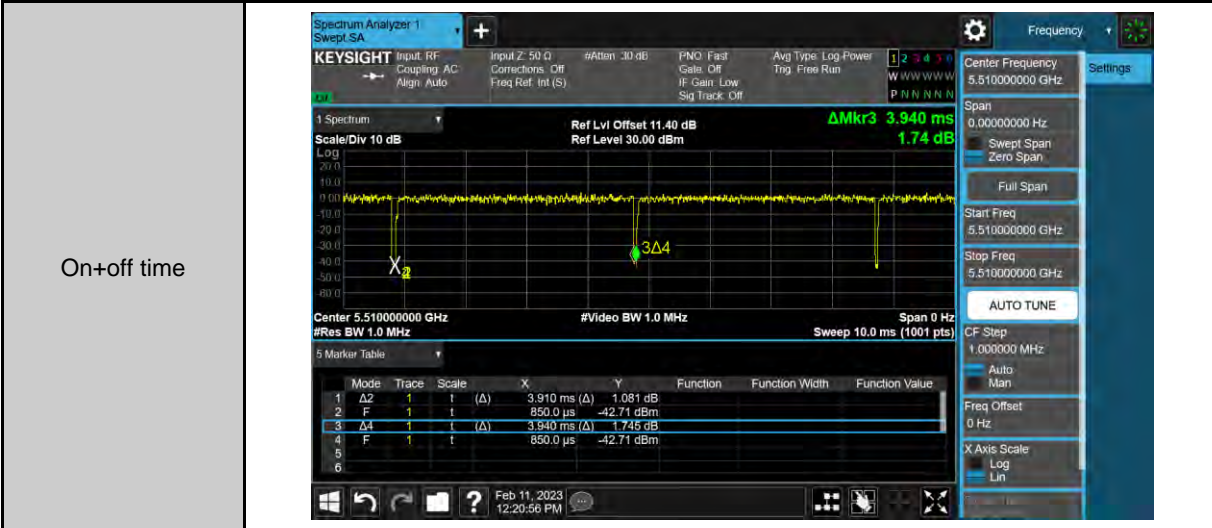 On+off time
Spectrum Analyzer 1
Swept SA
Frequency
KEYSIGHT
Input: RF
Coupling: AC
Align: Auto
Input Z: 50 Ω
Corrections: Off
Freq Ref: Int (S)
#Atten: 30 dB
PNO: Fast
Gate: Off
IF Gain: Low
Sig Track: Off
Avg Type: Log-Power
Trig: Free Run
1 2 3 4 5 6
W W W W W W
P N N N N N
Settings
Center Frequency
5.510000000 GHz
Span
0.00000000 Hz
Swept Span
Zero Span
Full Span
Start Freq
5.510000000 GHz
Stop Freq
5.510000000 GHz
AUTO TUNE
CF Step
1.000000 MHz
Auto
Man
Freq Offset
0 Hz
X Axis Scale
Log
Lin
1 Spectrum
Scale/Div 10 dB
Ref Lvl Offset 11.40 dB
Ref Level 30.00 dBm
ΔMkr3 3.940 ms
1.74 dB
Log
20.0
10.0
0.00
-10.0
-20.0
-30.0
-40.0
-50.0
-60.0
3Δ4
Center 5.510000000 GHz
#Video BW 1.0 MHz
Span 0 Hz
#Res BW 1.0 MHz
Sweep 10.0 ms (1001 pts)
5 Marker Table
Mode Trace Scale X Y Function Function Width Function Value
1 Δ2 1 t (Δ) 3.910 ms (Δ) 1.081 dB
2 F 1 t 850.0 µs -42.71 dBm
3 Δ4 1 t (Δ) 3.940 ms (Δ) 1.745 dB
4 F 1 t 850.0 µs -42.71 dBm
5
6
Feb 11, 2023
12:20:56 PM